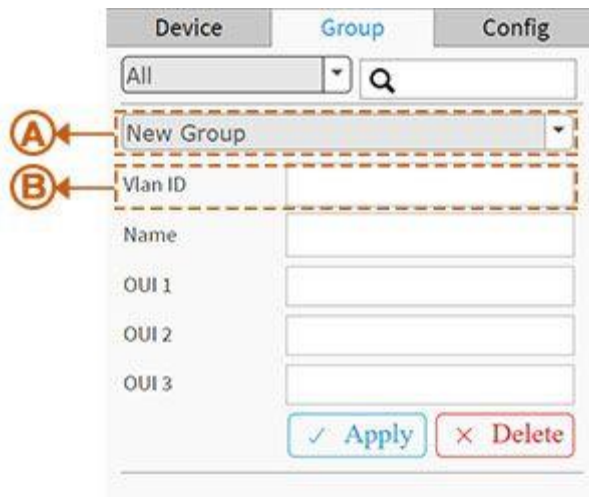 Device Group Config
All
A New Group
B Vlan ID
Name
OUI 1
OUI 2
OUI 3
Apply Delete